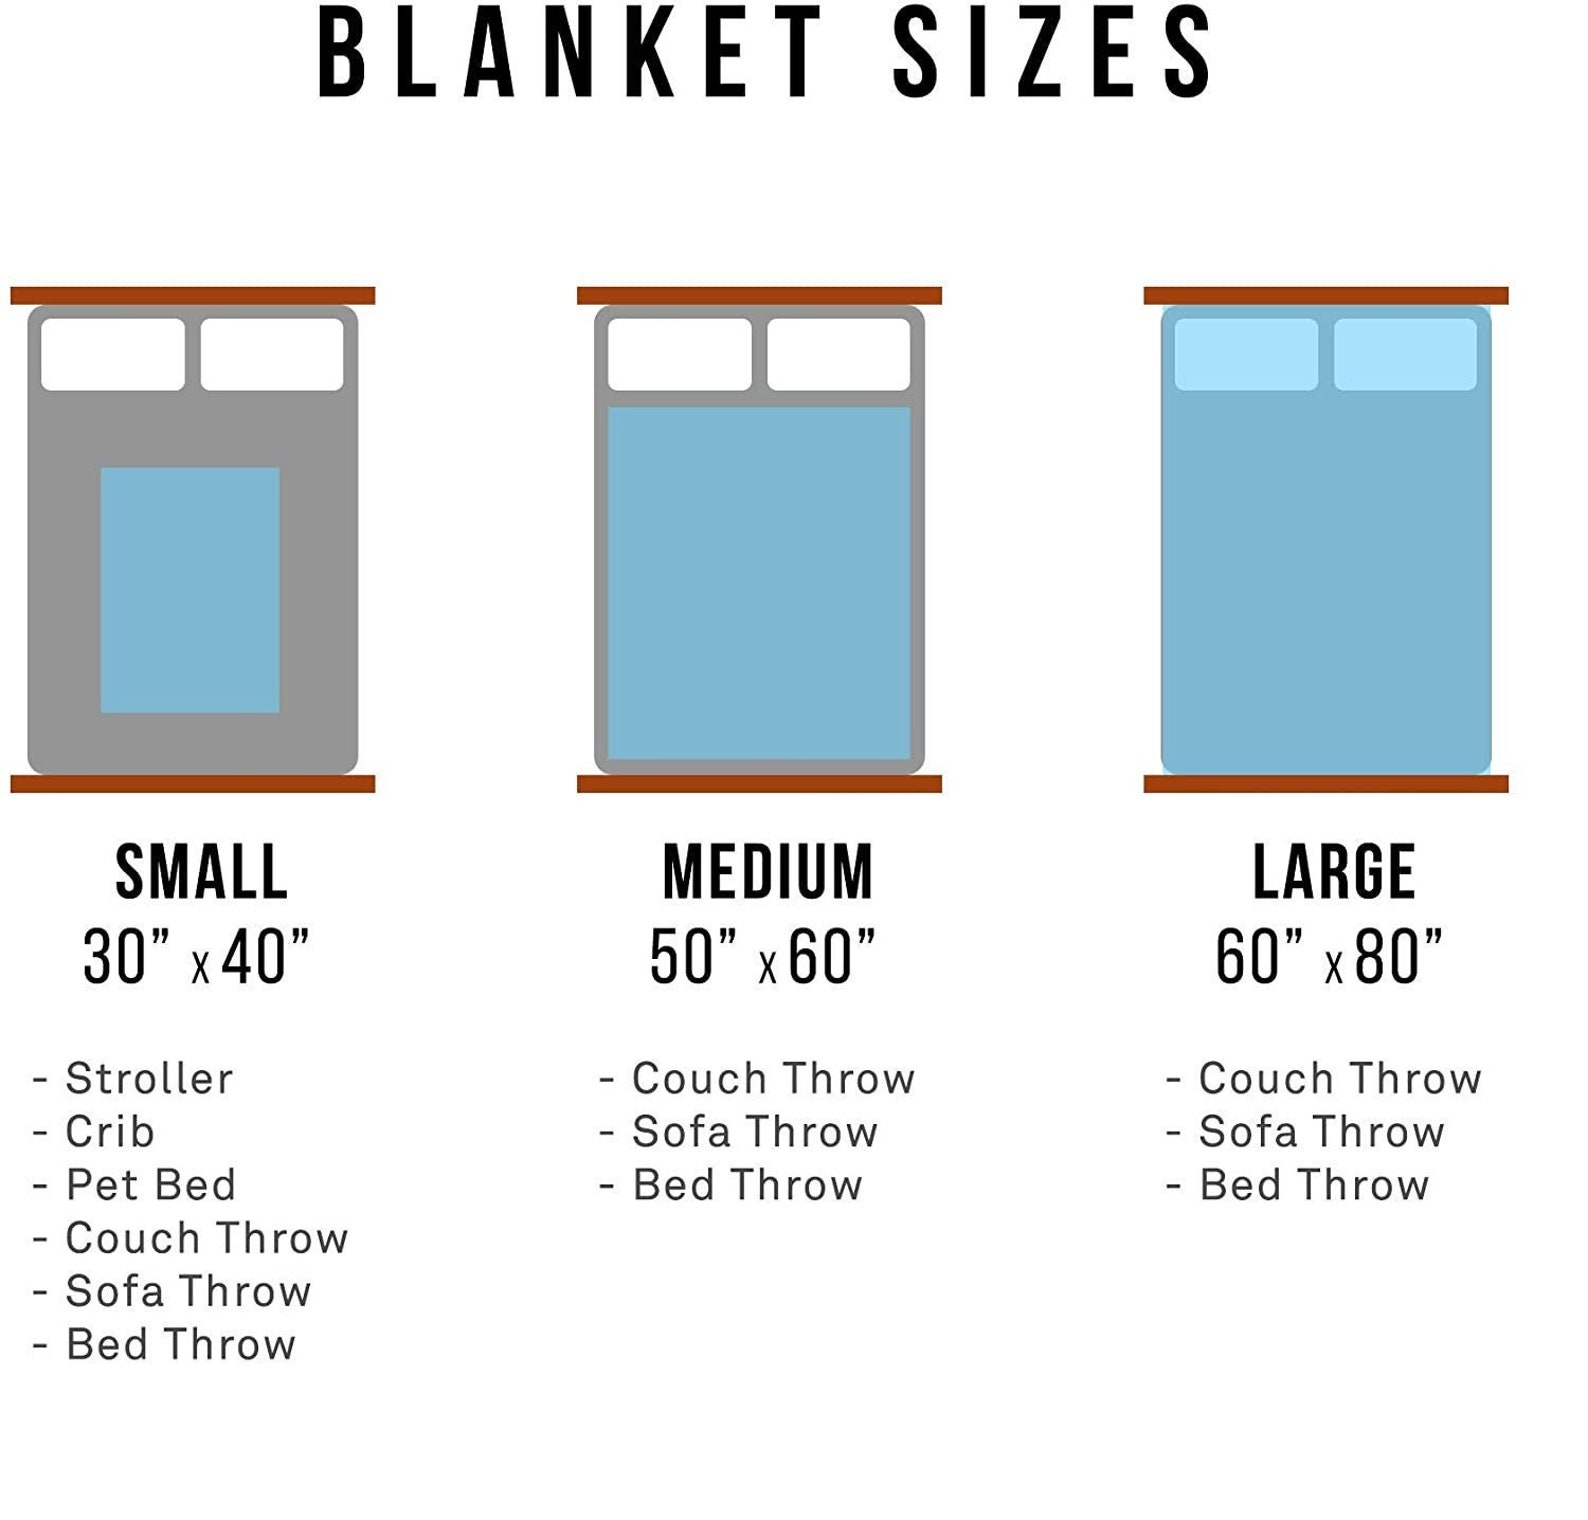 BLANKET SIZES
SMALL
30” x 40”
- Stroller
- Crib
- Pet Bed
- Couch Throw
- Sofa Throw
- Bed Throw
MEDIUM
50” x 60”
- Couch Throw
- Sofa Throw
- Bed Throw
LARGE
60” x 80”
- Couch Throw
- Sofa Throw
- Bed Throw